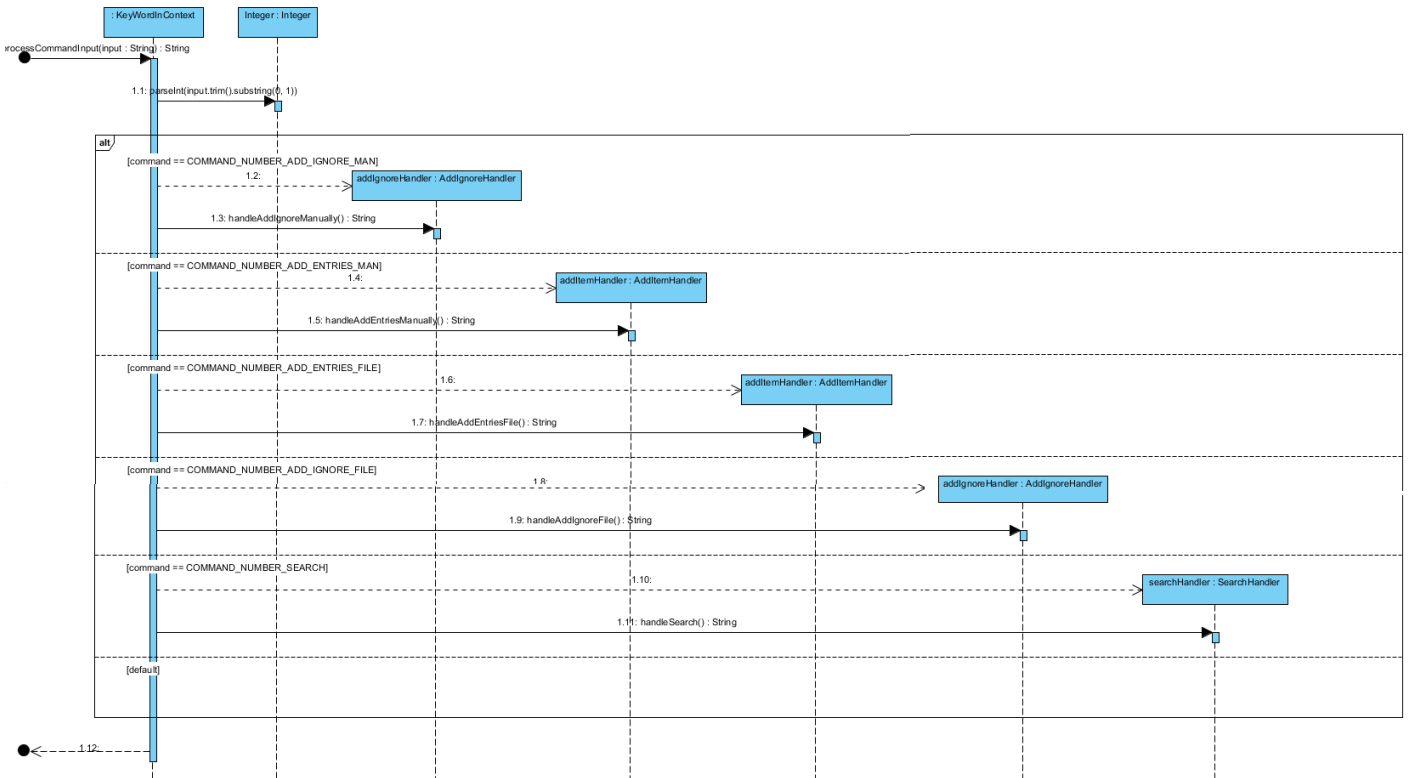 : KeyWordInContext
Integer : Integer
rocessCommandInput(input : String) : String
1.1: parseInt(input.trim().substring(0, 1))
alt
[command == COMMAND_NUMBER_ADD_IGNORE_MAN]
1.2:
addIgnoreHandler : AddIgnoreHandler
1.3: handleAddIgnoreManually() : String
[command == COMMAND_NUMBER_ADD_ENTRIES_MAN]
1.4:
addItemHandler : AddItemHandler
1.5: handleAddEntriesManually() : String
[command == COMMAND_NUMBER_ADD_ENTRIES_FILE]
1.6:
addItemHandler : AddItemHandler
1.7: handleAddEntriesFile() : String
[command == COMMAND_NUMBER_ADD_IGNORE_FILE]
1.8:
addIgnoreHandler : AddIgnoreHandler
1.9: handleAddIgnoreFile() : String
[command == COMMAND_NUMBER_SEARCH]
1.10:
searchHandler : SearchHandler
1.11: handleSearch() : String
[default]
1.12: